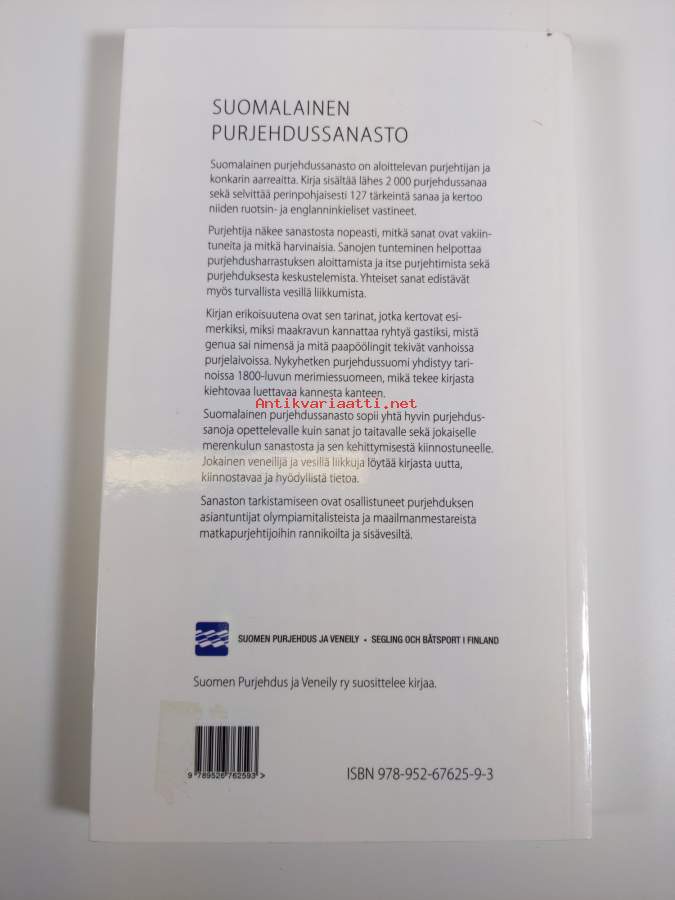 SUOMALAINEN
PURJEHDUSSANASTO
Suomalainen purjehdussanasto on aloittelevan purjehtijan ja
konkarin aarreaitta. Kirja sisältää lähes 2 000 purjehdussanaa
sekä selvittää perinpohjaisesti 127 tärkeintä sanaa ja kertoo
niiden ruotsin- ja englanninkieliset vastineet.
Purjehtija näkee sanastosta nopeasti, mitkä sanat ovat vakiin-
tuneita ja mitkä harvinaisia. Sanojen tunteminen helpottaa
purjehdusharrastuksen aloittamista ja itse purjehtimista sekä
purjehduksesta keskustelemista. Yhteiset sanat edistävät
myös turvallista vesillä liikkumista.
Kirjan erikoisuutena ovat sen tarinat, jotka kertovat esi-
merkiksi, miksi maakravun kannattaa ryhtyä gastiksi, mistä
genua sai nimensä ja mitä paapöölingit tekivät vanhoissa
purjelaivoissa. Nykyhetken purjehdussuomi yhdistyy tari-
noissa 1800-luvun merimiessuomeen, mikä tekee kirjasta
kiehtovaa luettavaa kannesta kanteen.
Antikvariaatti.net
Suomalainen purjehdussanasto sopii yhtä hyvin purjehdus-
sanoja opettelevalle kuin sanat jo taitavalle sekä jokaiselle
merenkulun sanastosta ja sen kehittymisestä kiinnostuneelle.
Jokainen veneilijä ja vesillä liikkuja löytää kirjasta uutta,
kiinnostavaa ja hyödyllistä tietoa.
Sanaston tarkistamiseen ovat osallistuneet purjehduksen
asiantuntijat olympiamitalisteista ja maailmanmestareista
matkapurjehtijoihin rannikoilta ja sisävesiltä.
SUOMEN PURJEHDUS JA VENEILY • SEGLING OCH BÅTSPORT I FINLAND
Suomen Purjehdus ja Veneily ry suosittelee kirjaa.
9 789526 762593 >
ISBN 978-952-67625-9-3